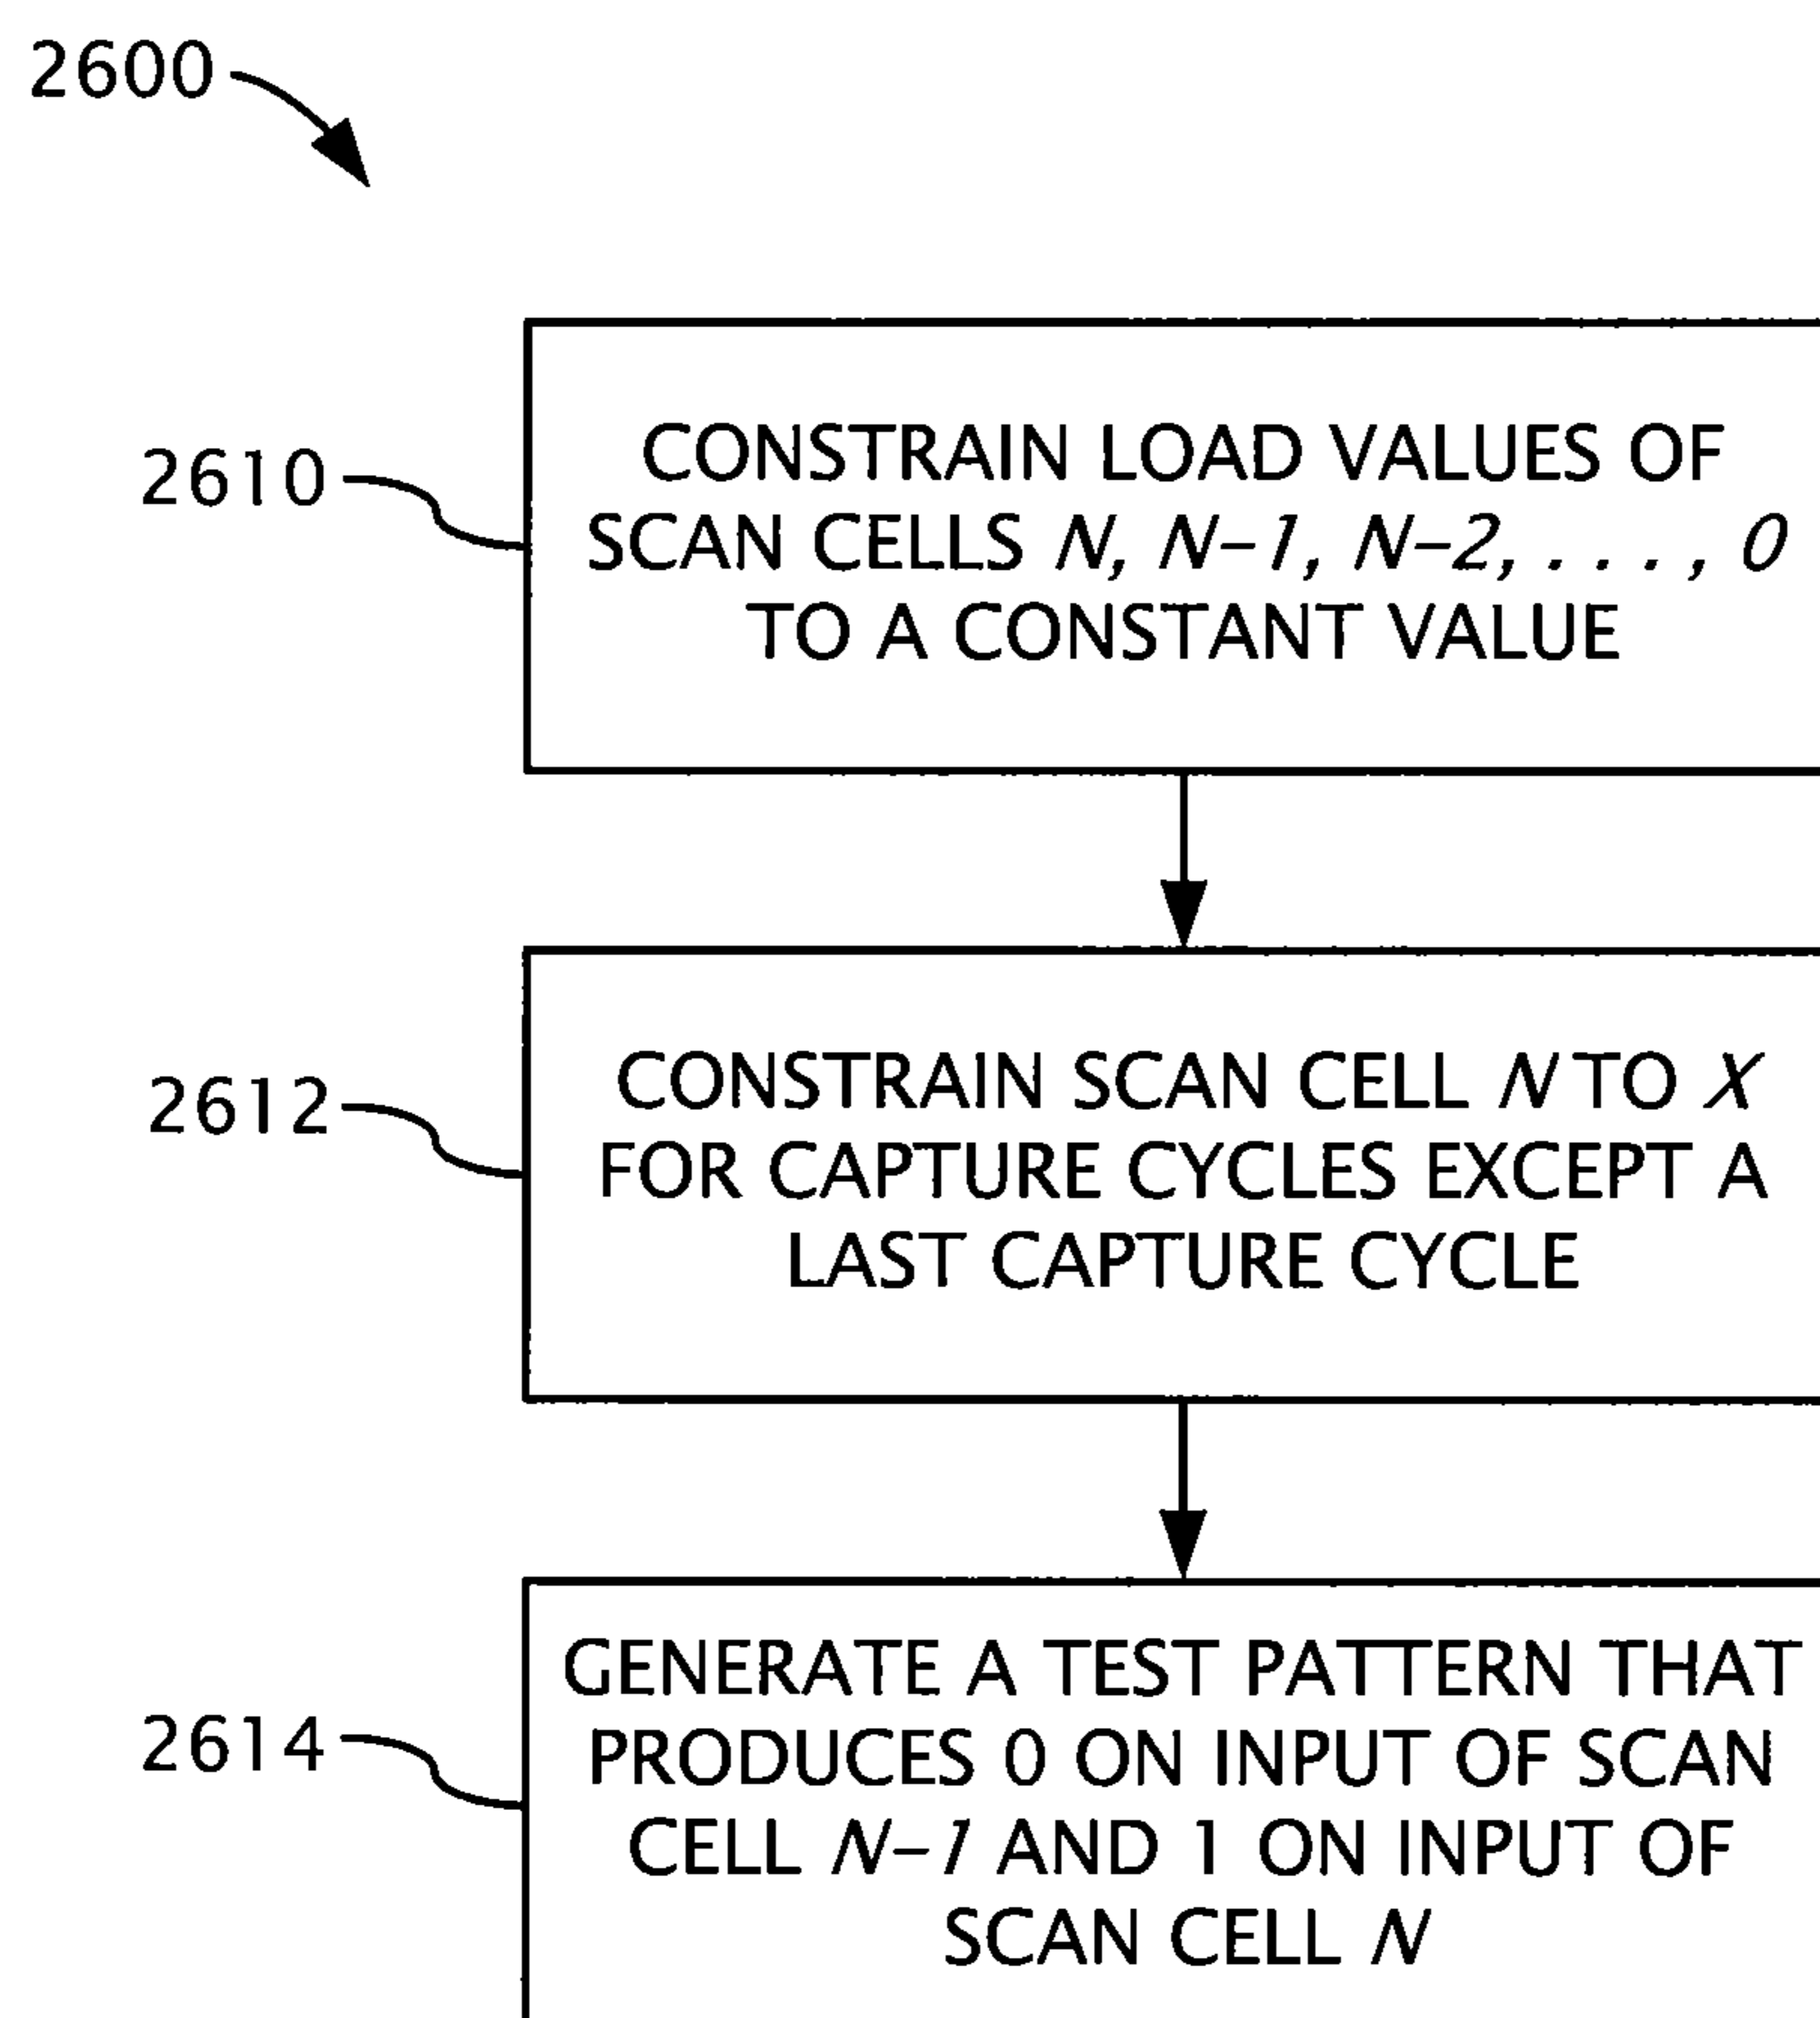 2600
2610
CONSTRAIN LOAD VALUES OF
SCAN CELLS N, N–1, N–2, . . . , 0
TO A CONSTANT VALUE
2612
CONSTRAIN SCAN CELL N TO X
FOR CAPTURE CYCLES EXCEPT A
LAST CAPTURE CYCLE
2614
GENERATE A TEST PATTERN THAT
PRODUCES 0 ON INPUT OF SCAN
CELL N–1 AND 1 ON INPUT OF
SCAN CELL N